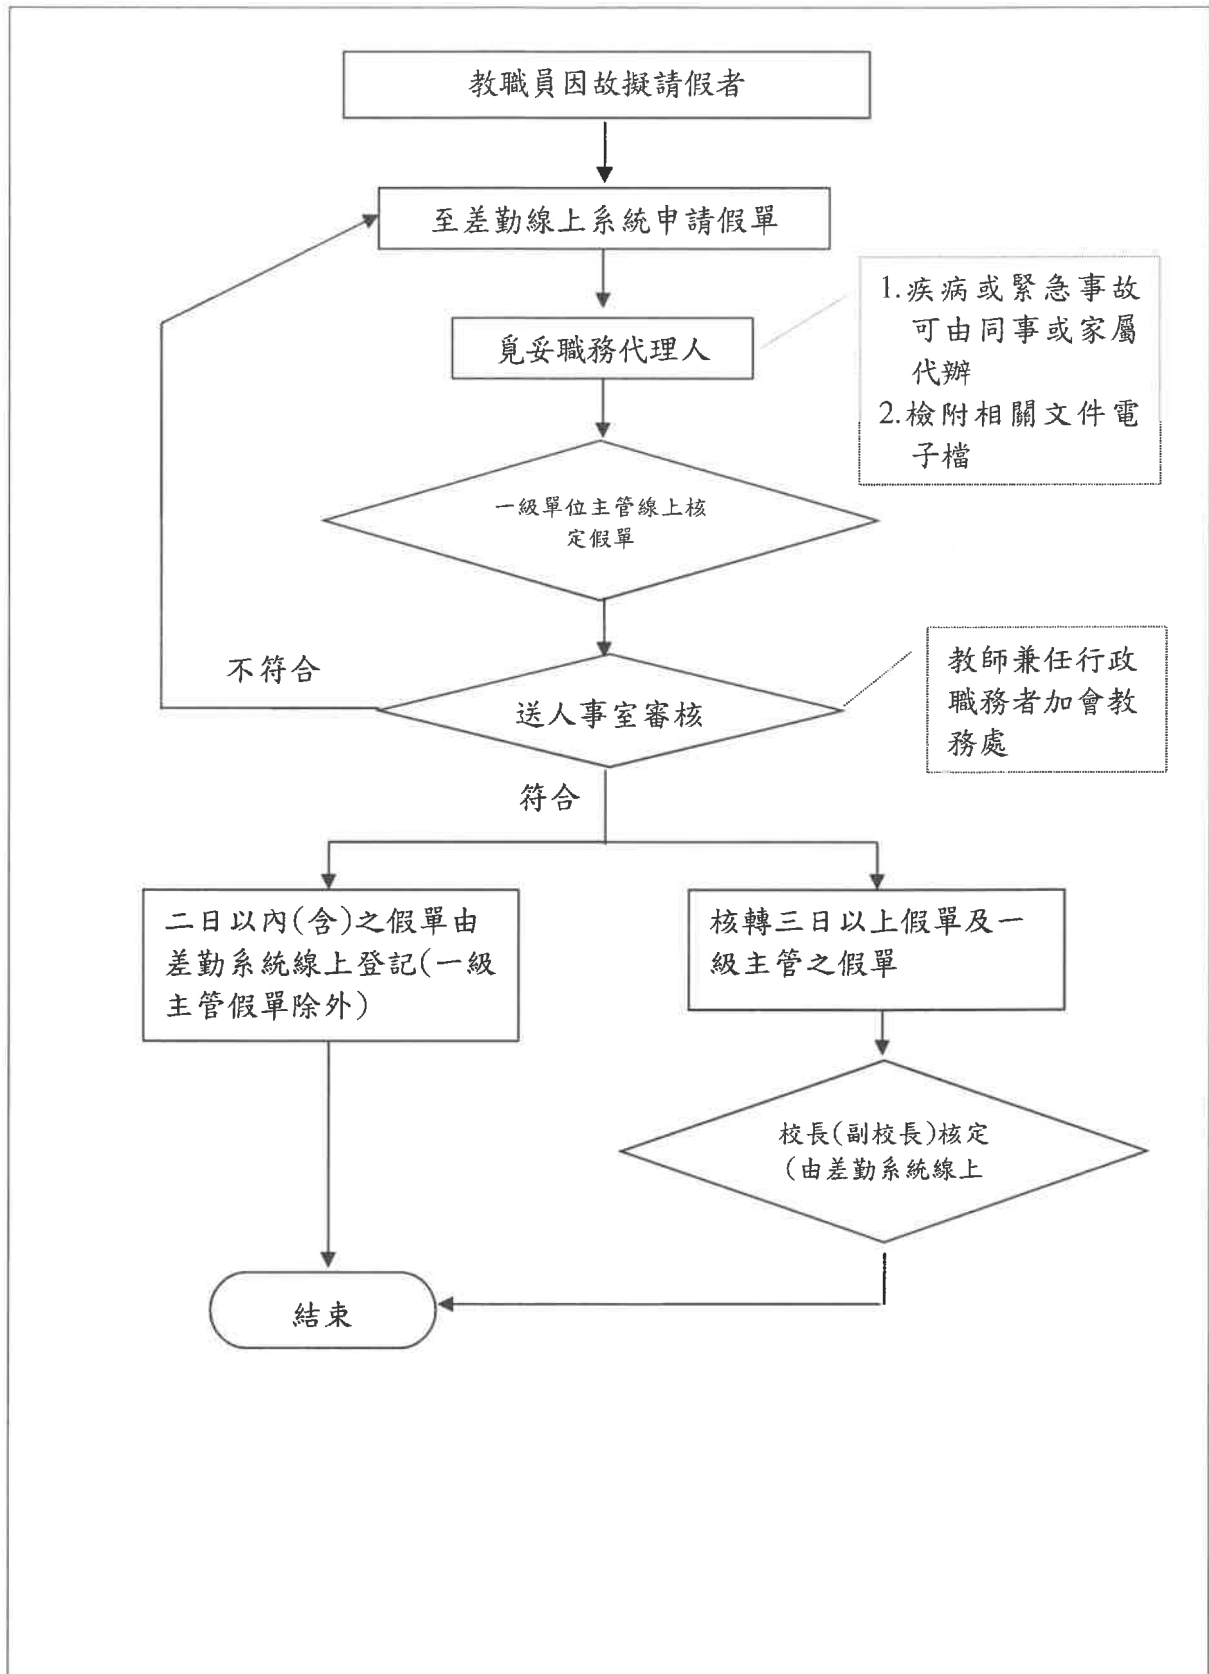 教職員因故擬請假者
至差勤線上系統申請假單
覓妥職務代理人
1.疾病或緊急事故
可由同事或家屬
代辦
2.檢附相關文件電
子檔
一級單位主管線上核
定假單
不符合
送人事室審核
教師兼任行政
職務者加會教
務處
符合
二日以內(含)之假單由
差勤系統線上登記(一級
主管假單除外)
核轉三日以上假單及一
級主管之假單
校長(副校長)核定
(由差勤系統線上
結束